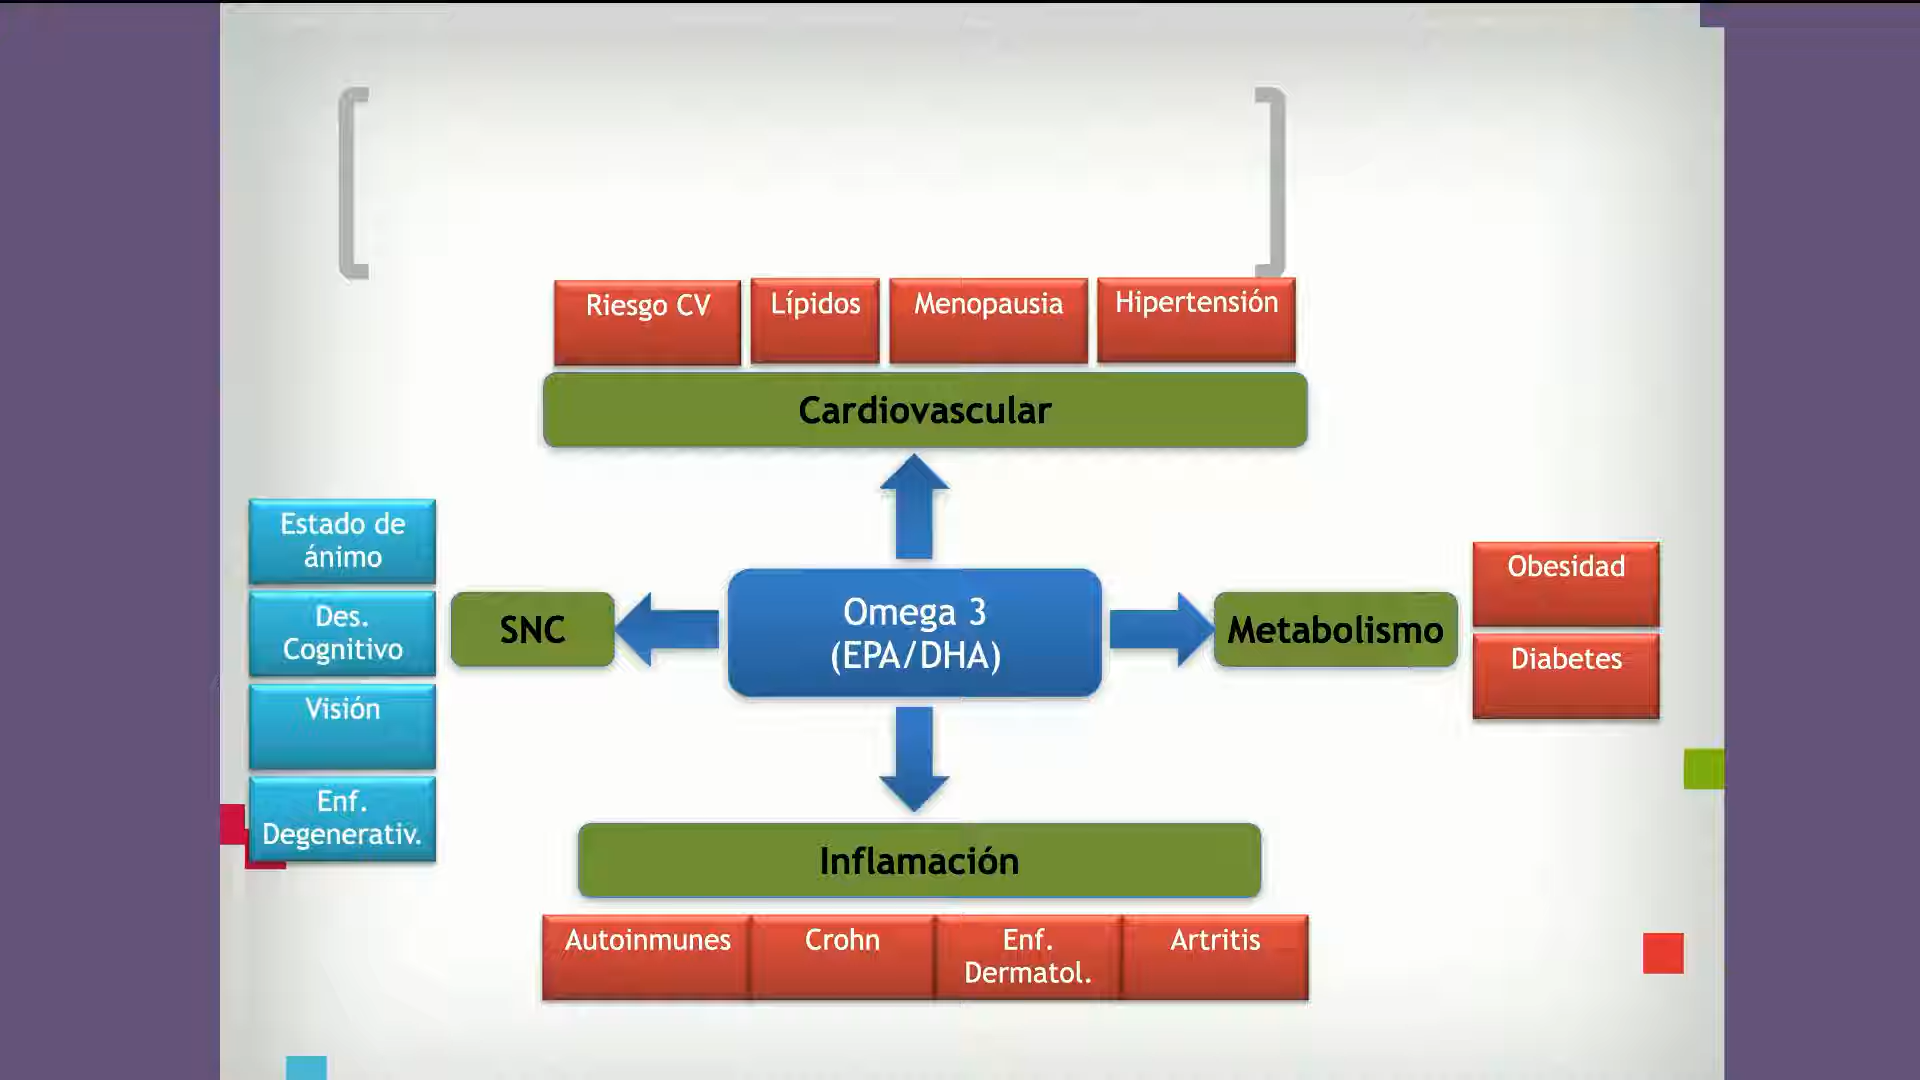 Riesgo CV
Lípidos
Menopausia
Hipertensión
Cardiovascular
Estado de
ánimo
Des.
Cognitivo
Visión
Enf.
Degenerativ.
SNC
Omega 3
(EPA/DHA)
Metabolismo
Obesidad
Diabetes
Inflamación
Autoinmunes
Crohn
Enf.
Dermatol.
Artritis